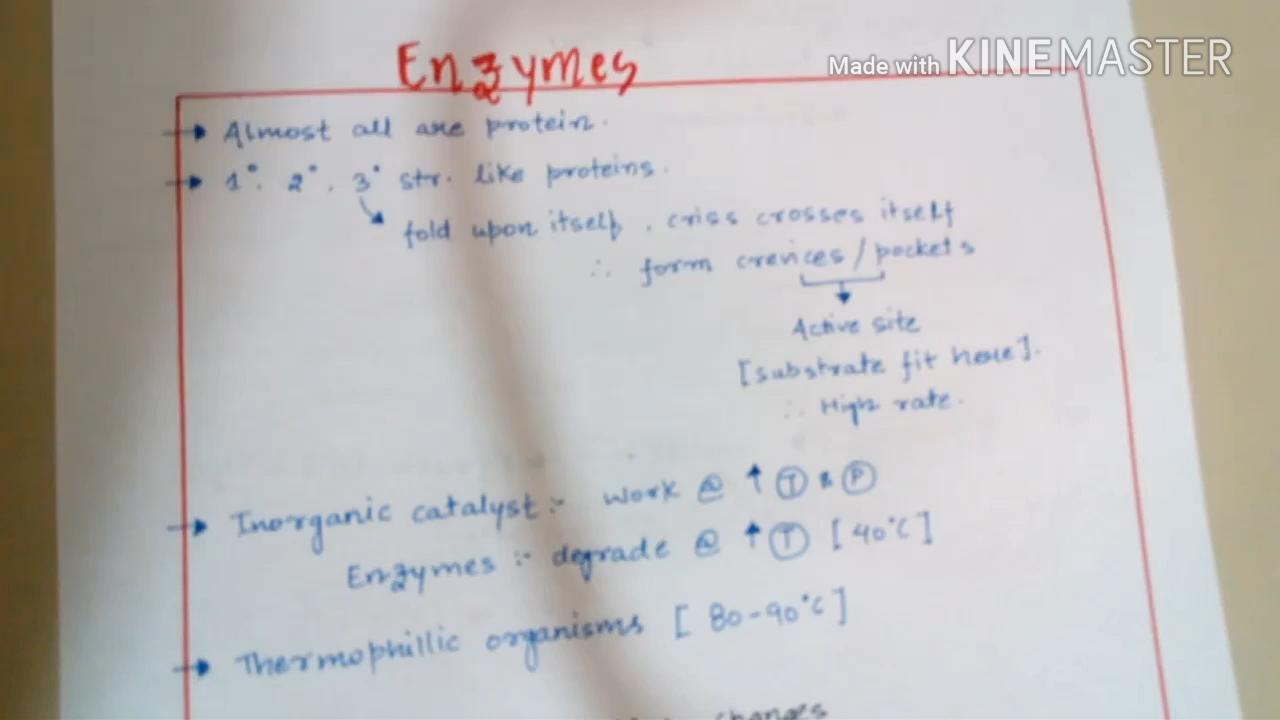 Made with KINEMASTER
Enzymes
→ Almost all are protein.
→ 1°, 2°, 3° str. like proteins.
fold upon itself, criss crosses itself
∴ form crevices / pockets
Active site
[substrate fit here].
∴ High rate.
→ Inorganic catalyst :- work @ ↑ Ⓣ & Ⓟ
Enzymes :- degrade @ ↑ Ⓣ [40°C]
→ Thermophillic organisms [80-90°C]
changes